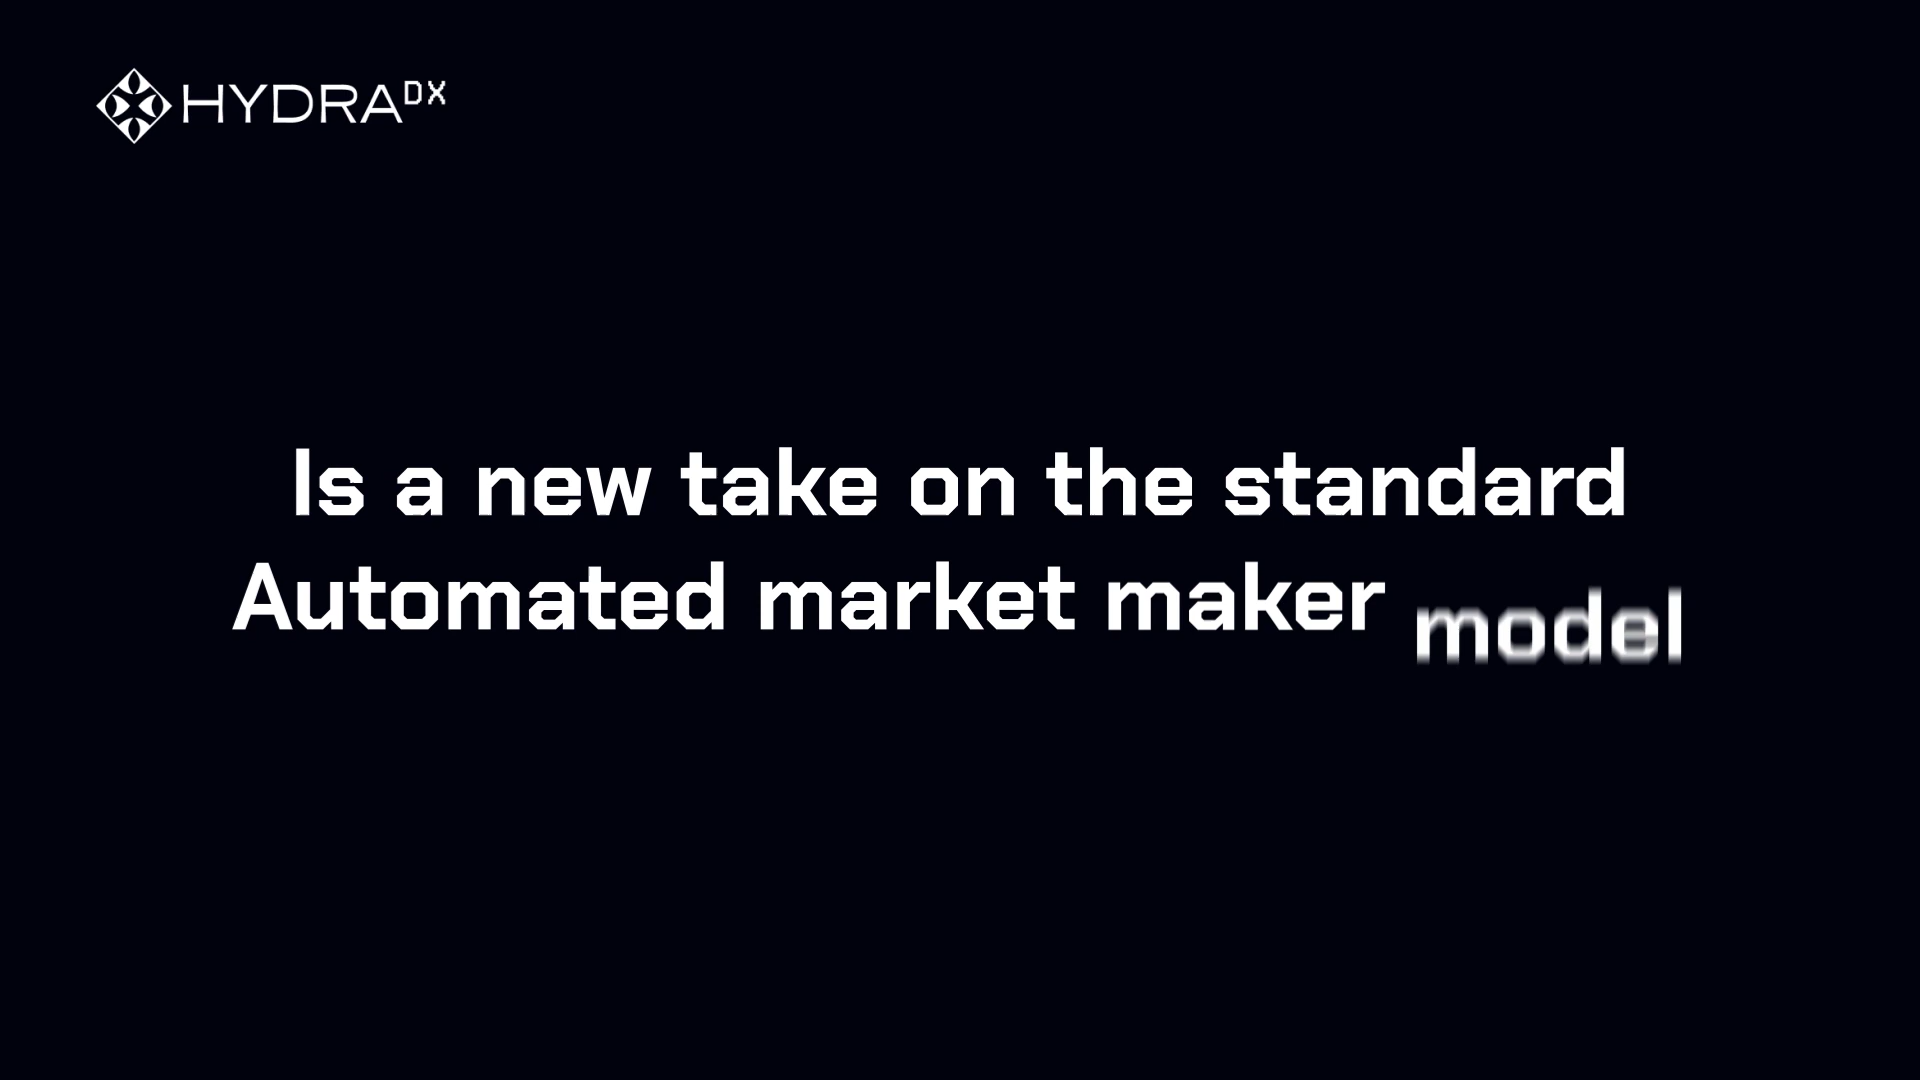 HYDRADX
Is a new take on the standard
Automated market maker model